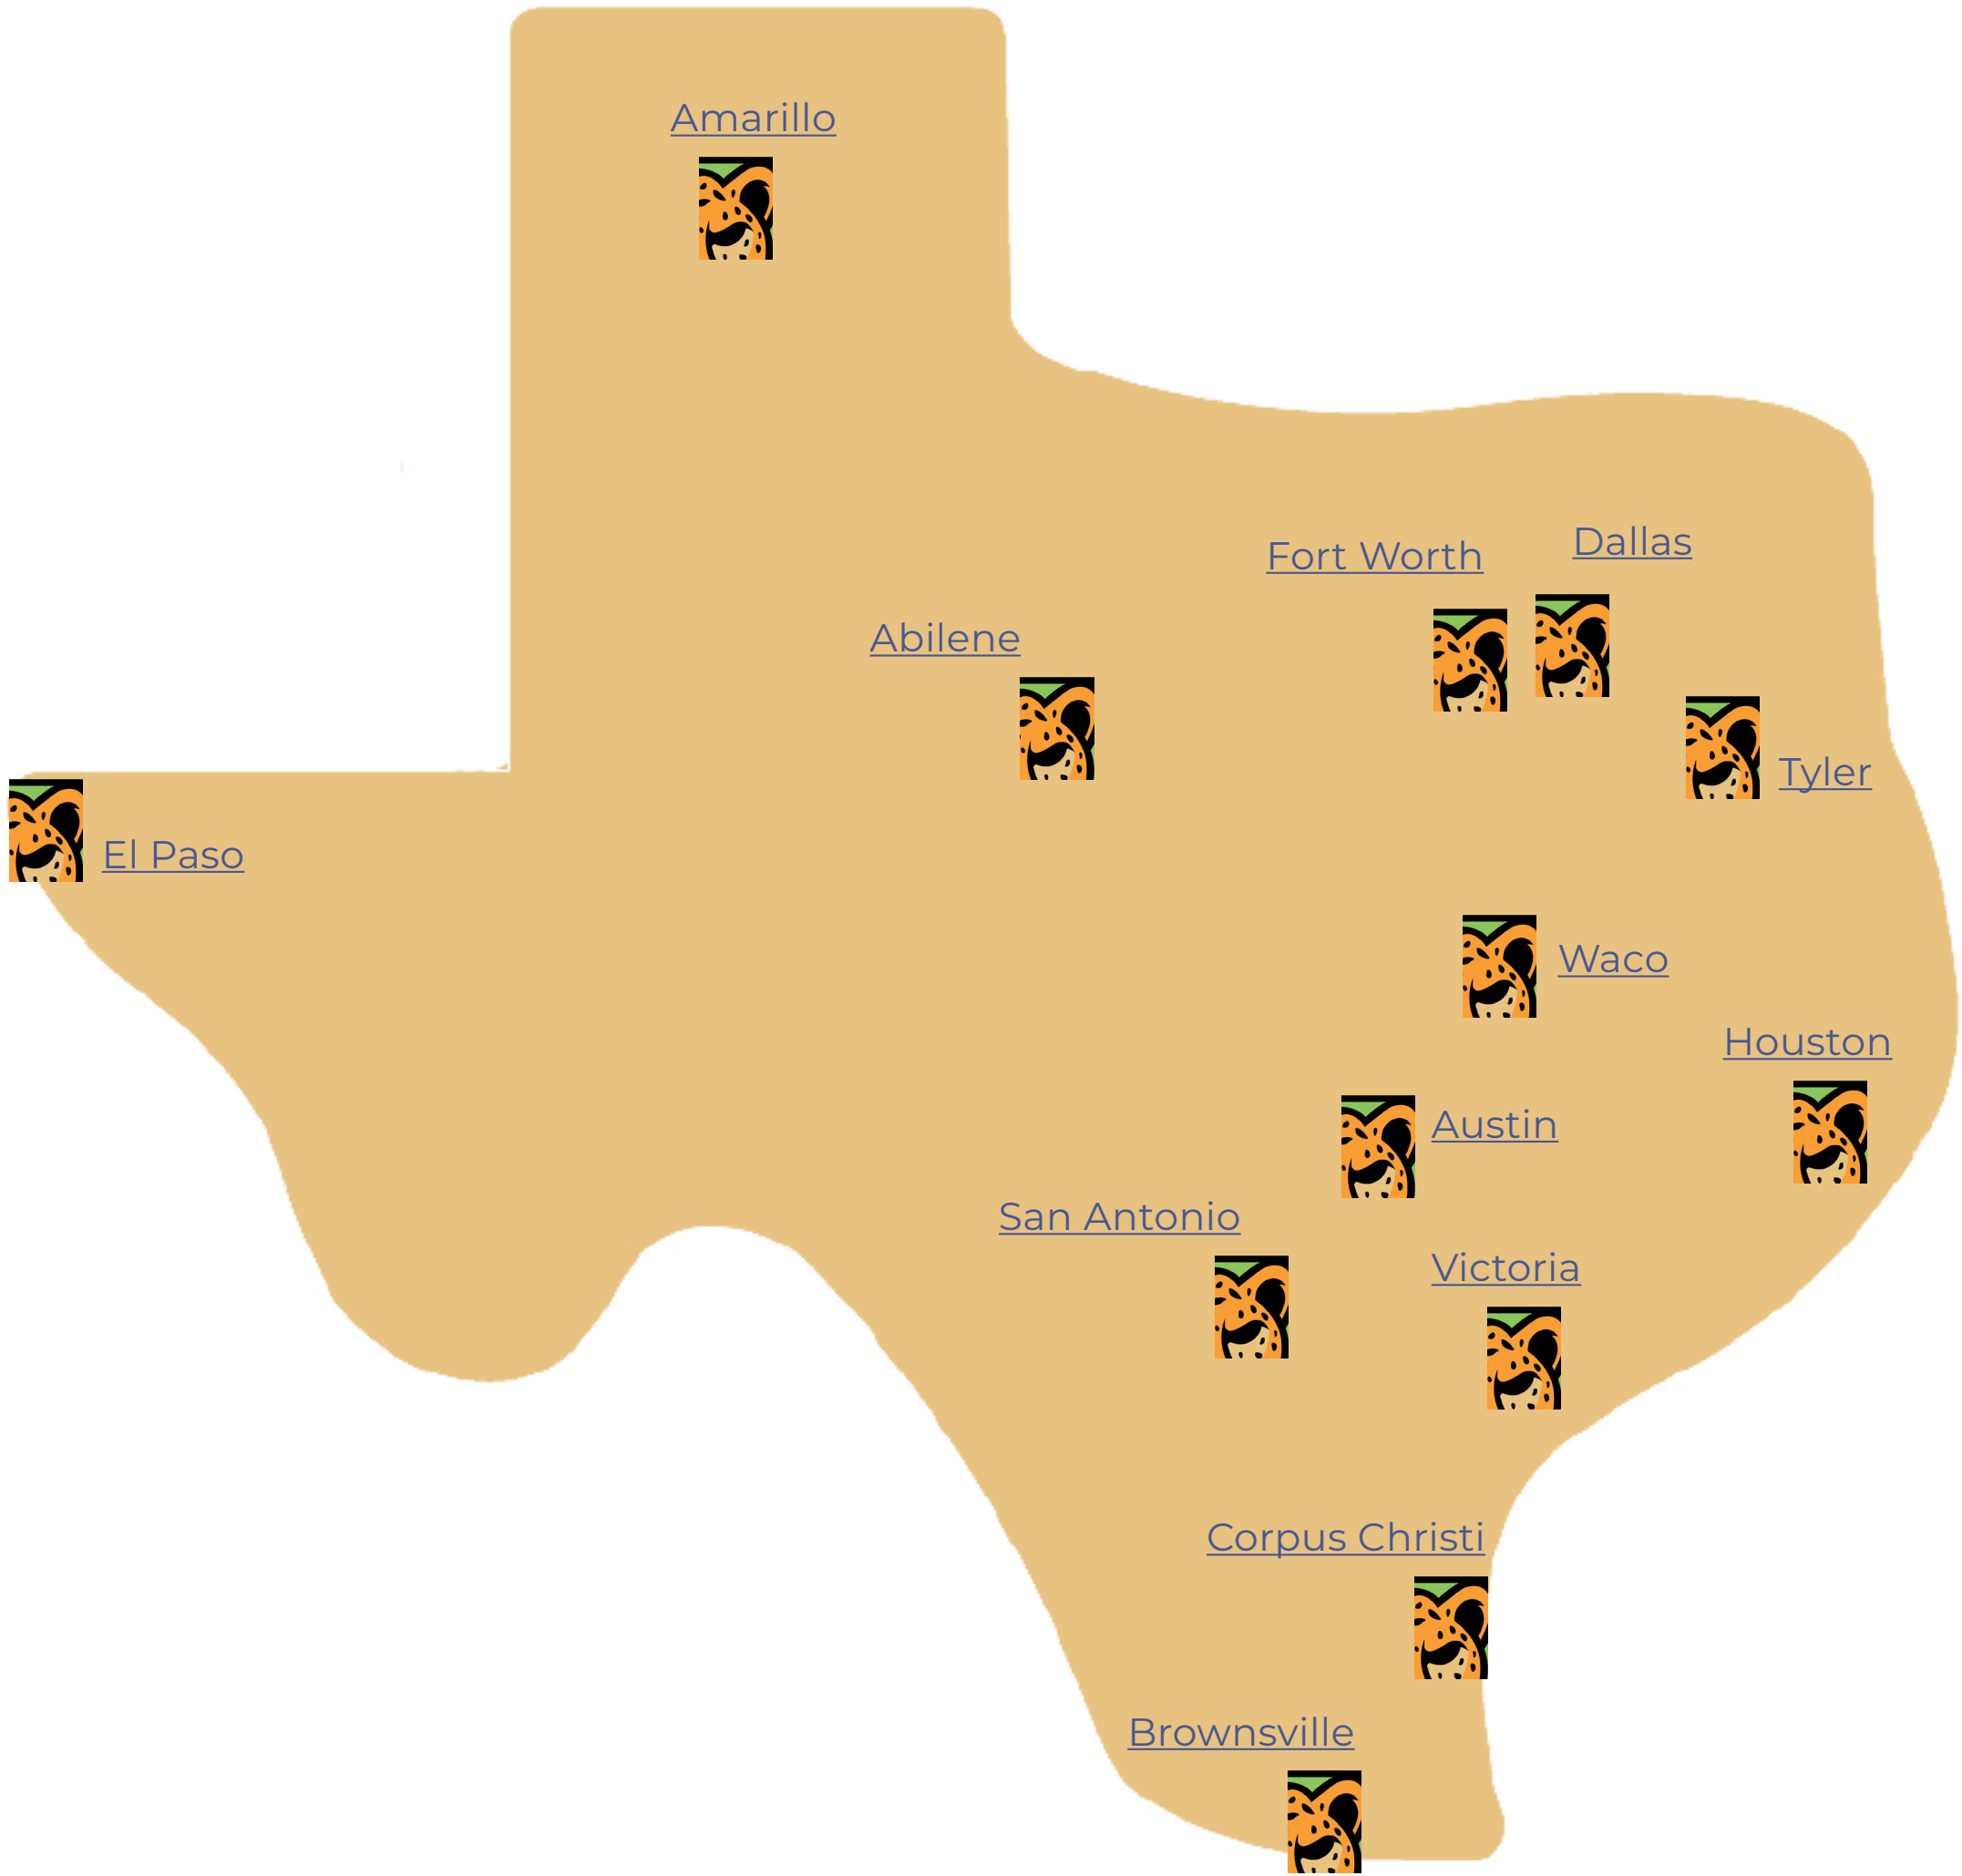 Amarillo
Dallas
Fort Worth
Abilene
Tyler
El Paso
Waco
Houston
Austin
San Antonio
Victoria
Corpus Christi
Brownsville